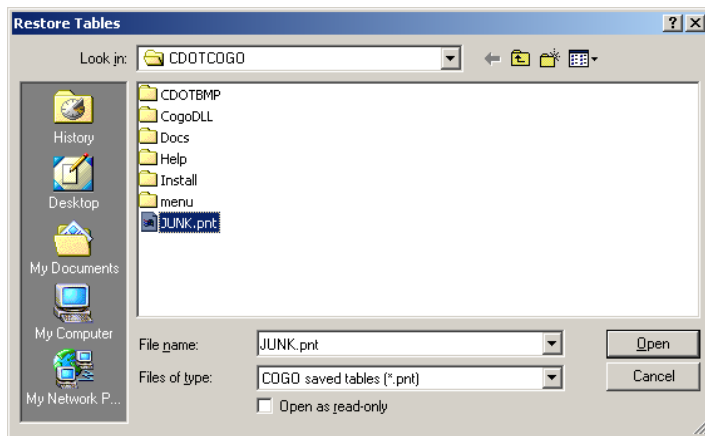 Restore Tables
Look in: CDOTCOGO
History
Desktop
My Documents
My Computer
My Network P...
CDOTBMP
CogoDLL
Docs
Help
Install
menu
JUNK.pnt
File name: JUNK.pnt Open
Files of type: COGO saved tables (*.pnt) Cancel
Open as read-only